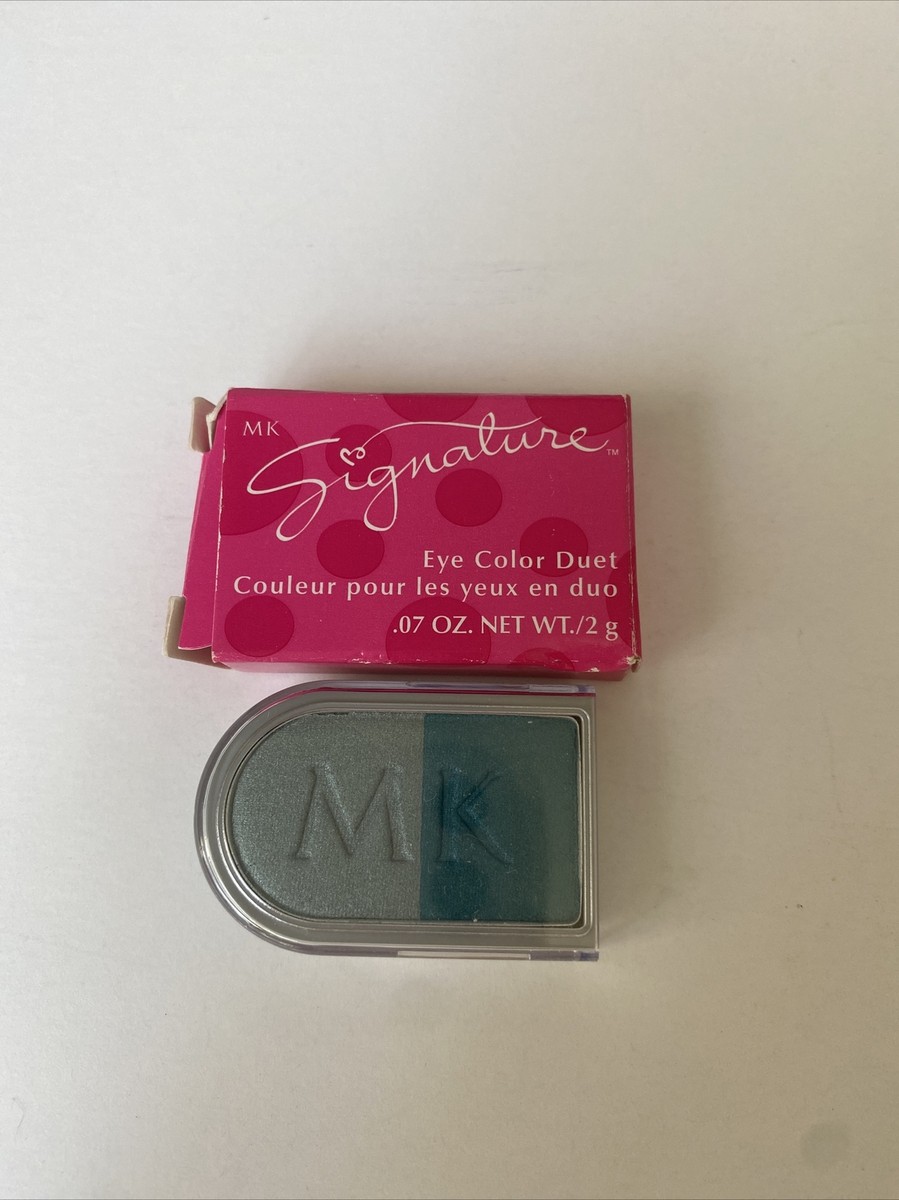 MK
Signature™
Eye Color Duet
Couleur pour les yeux en duo
.07 OZ. NET WT./2 g
MK